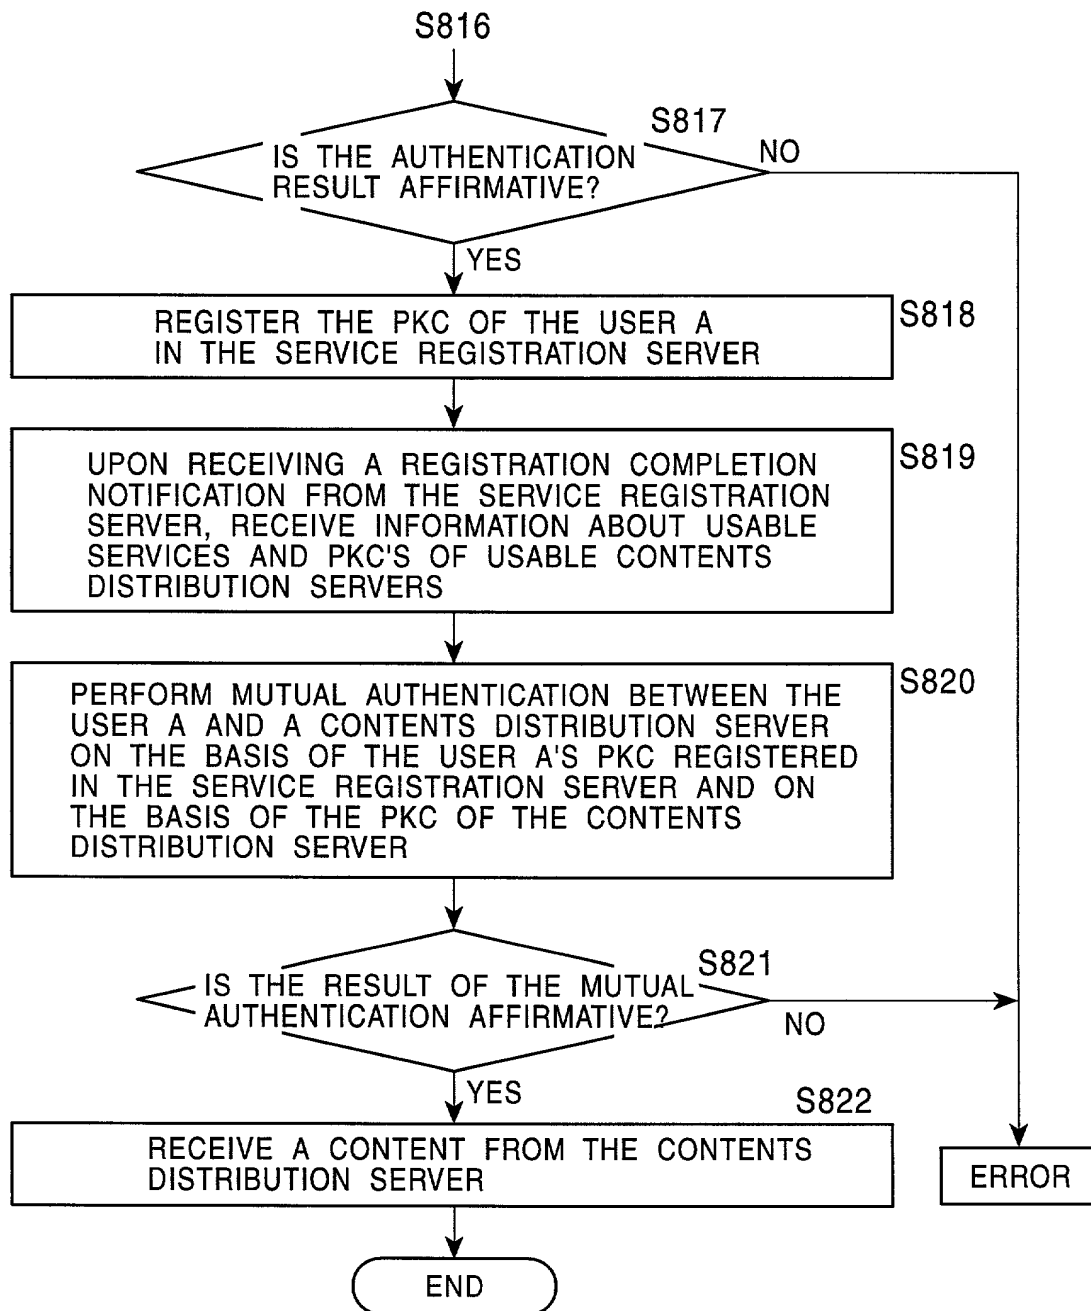 S816
S817
IS THE AUTHENTICATION
RESULT AFFIRMATIVE?
NO
YES
REGISTER THE PKC OF THE USER A
IN THE SERVICE REGISTRATION SERVER
S818
UPON RECEIVING A REGISTRATION COMPLETION
NOTIFICATION FROM THE SERVICE REGISTRATION
SERVER, RECEIVE INFORMATION ABOUT USABLE
SERVICES AND PKC'S OF USABLE CONTENTS
DISTRIBUTION SERVERS
S819
PERFORM MUTUAL AUTHENTICATION BETWEEN THE
USER A AND A CONTENTS DISTRIBUTION SERVER
ON THE BASIS OF THE USER A'S PKC REGISTERED
IN THE SERVICE REGISTRATION SERVER AND ON
THE BASIS OF THE PKC OF THE CONTENTS
DISTRIBUTION SERVER
S820
S821
IS THE RESULT OF THE MUTUAL
AUTHENTICATION AFFIRMATIVE?
NO
YES
S822
RECEIVE A CONTENT FROM THE CONTENTS
DISTRIBUTION SERVER
ERROR
END